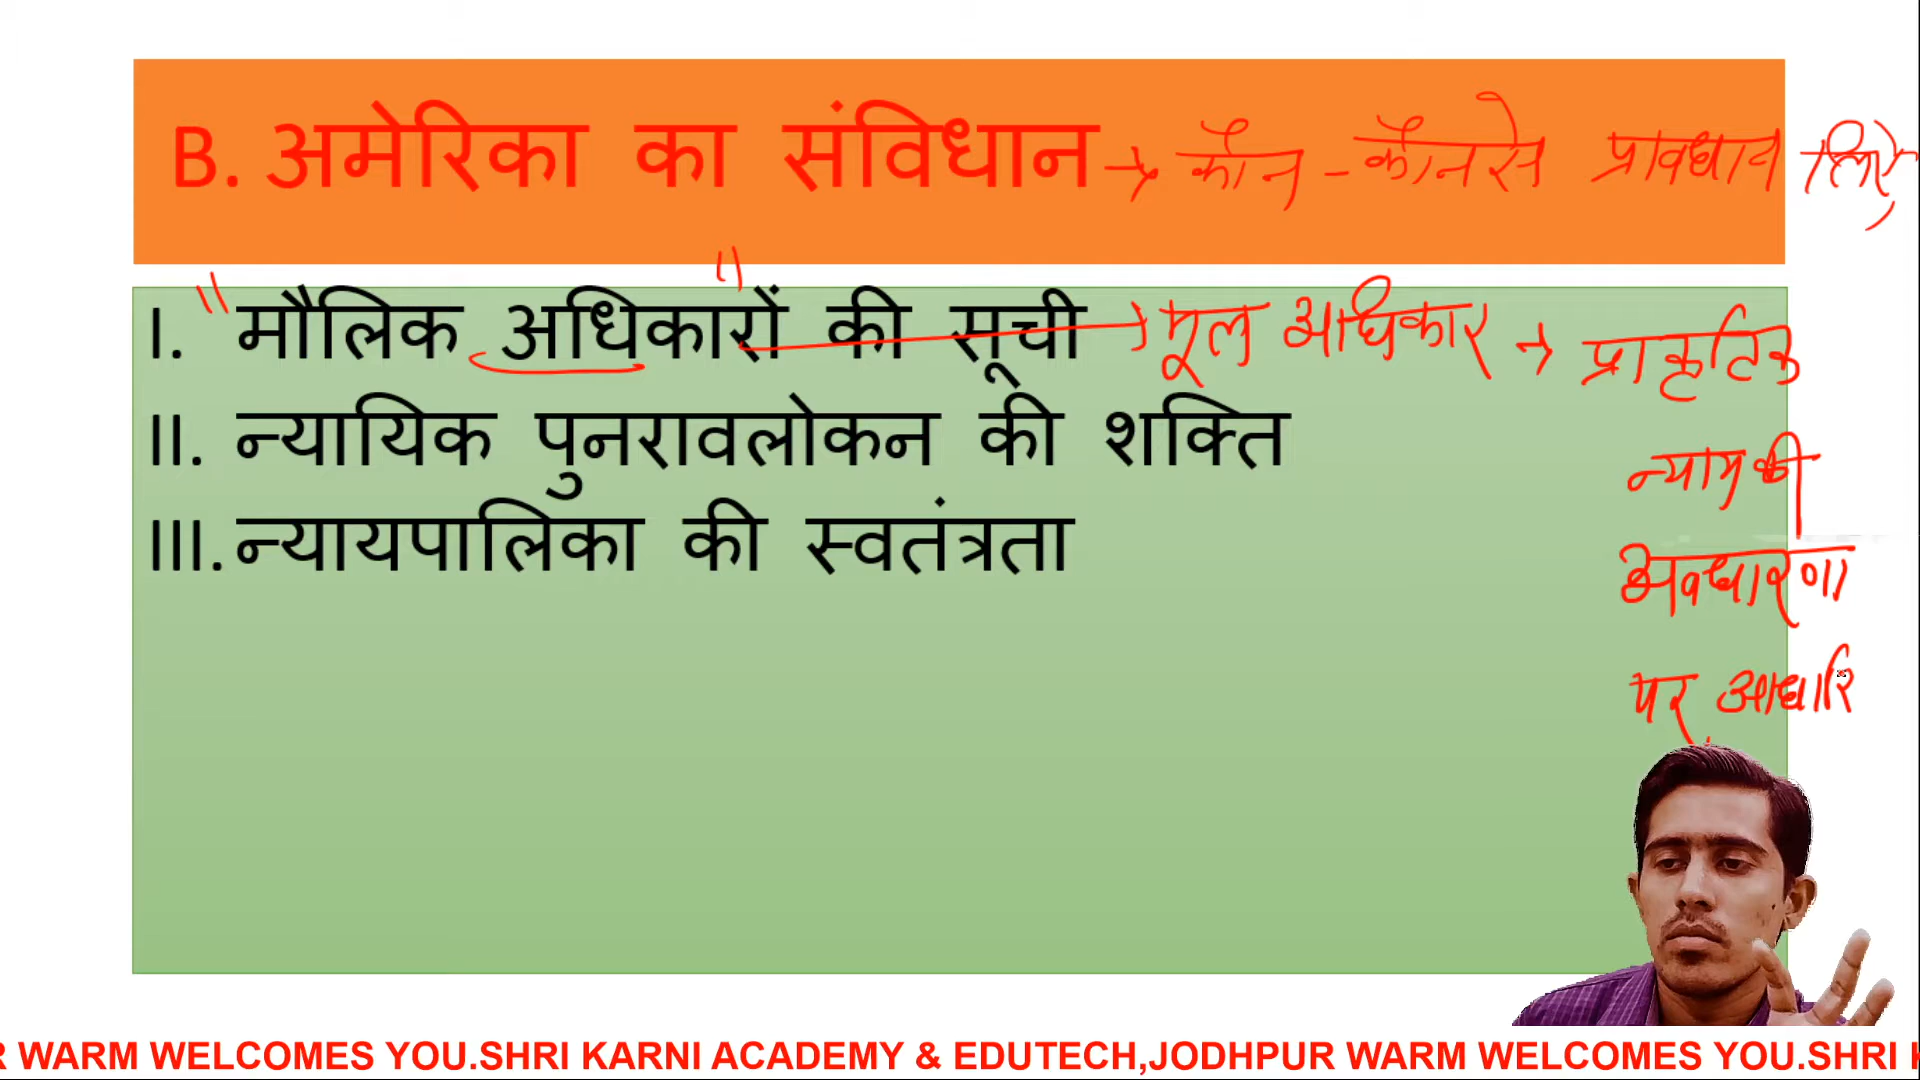 B. अमेरिका का संविधान → कौन - कौनसे प्रावधान लिए
I. "मौलिक अधिकारों" की सूची → मूल अधिकार → प्राकृतिक
न्याय की
II. न्यायिक पुनरावलोकन की शक्ति
अवधारणा
III. न्यायपालिका की स्वतंत्रता
पर आधारि
R WARM WELCOMES YOU.SHRI KARNI ACADEMY & EDUTECH,JODHPUR WARM WELCOMES YOU.SHRI K